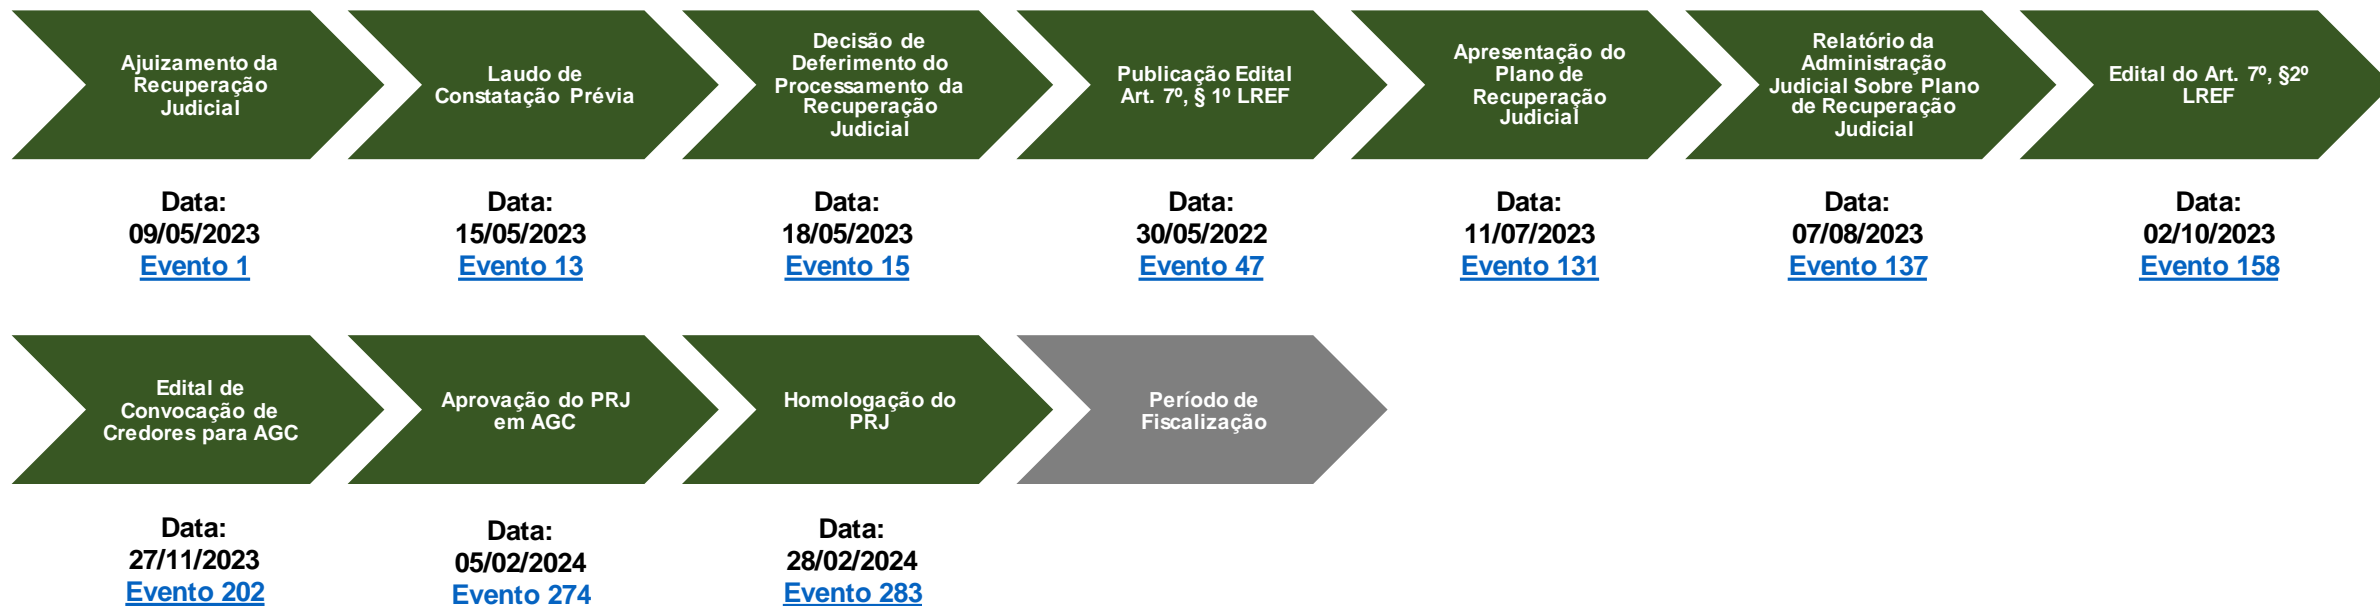 Ajuizamento da
Recuperação
Judicial
Laudo de
Constatação Prévia
Decisão de
Deferimento do
Processamento da
Recuperação
Judicial
Publicação Edital
Art. 7º, § 1º LREF
Apresentação do
Plano de
Recuperação
Judicial
Relatório da
Administração
Judicial Sobre Plano
de Recuperação
Judicial
Edital do Art. 7º, §2º
LREF
Data:
09/05/2023
Evento 1
Data:
15/05/2023
Evento 13
Data:
18/05/2023
Evento 15
Data:
30/05/2022
Evento 47
Data:
11/07/2023
Evento 131
Data:
07/08/2023
Evento 137
Data:
02/10/2023
Evento 158
Edital de
Convocação de
Credores para AGC
Aprovação do PRJ
em AGC
Homologação do
PRJ
Período de
Fiscalização
Data:
27/11/2023
Evento 202
Data:
05/02/2024
Evento 274
Data:
28/02/2024
Evento 283